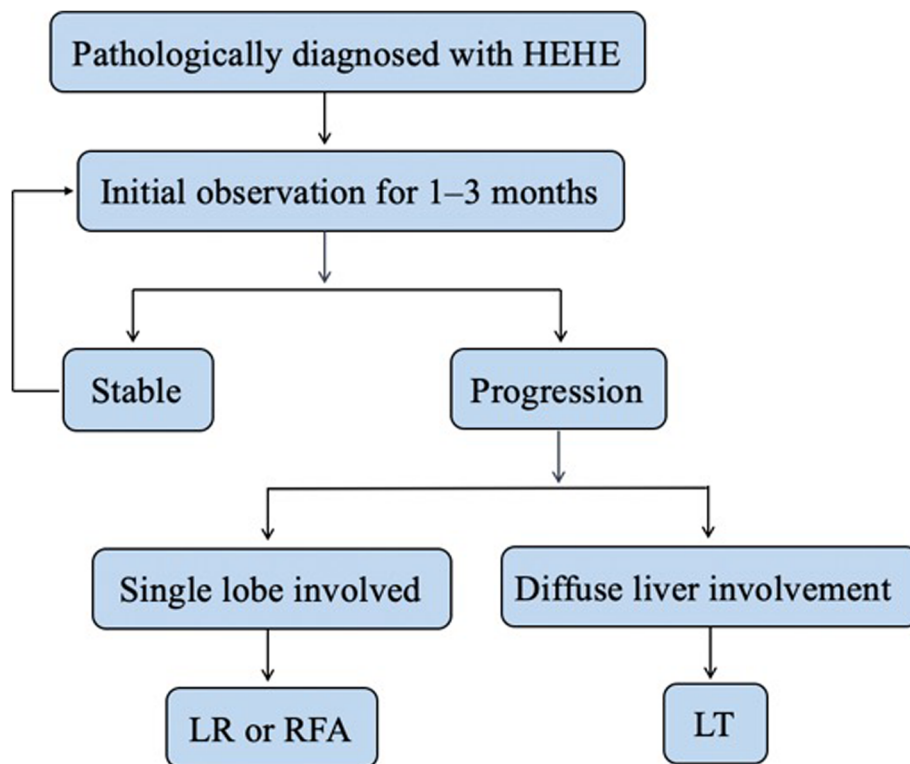 Pathologically diagnosed with HEHE
Initial observation for 1–3 months
Stable
Progression
Single lobe involved
Diffuse liver involvement
LR or RFA
LT